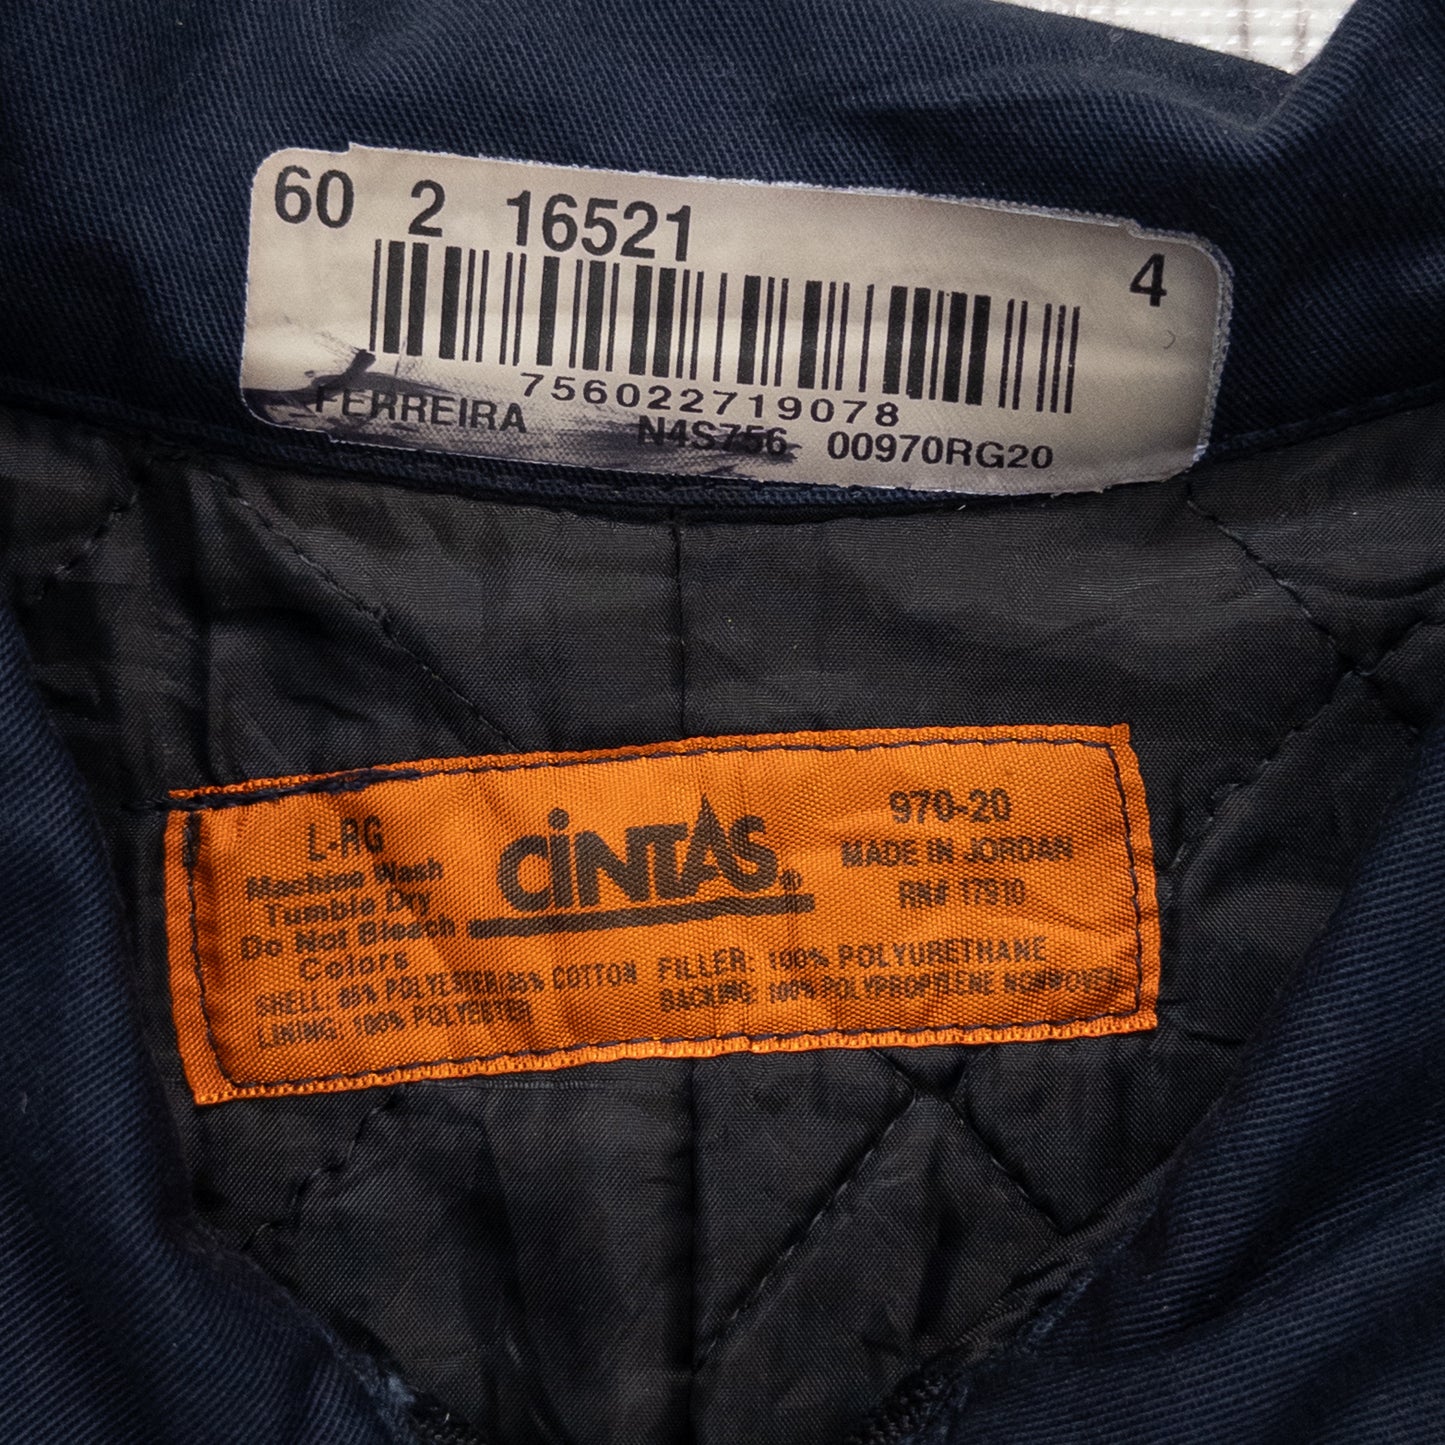 60 2 16521 4
756022719078
FERREIRA N4S756 00970RG20
L-RG
Machine Wash
Tumble Dry
Do Not Bleach
Colors
CINTAS®
970-20
MADE IN JORDAN
RN# 17910
SHELL: 65% POLYESTER/35% COTTON
LINING: 100% POLYESTER
FILLER: 100% POLYURETHANE
BACKING: 100% POLYPROPYLENE NONWOVEN